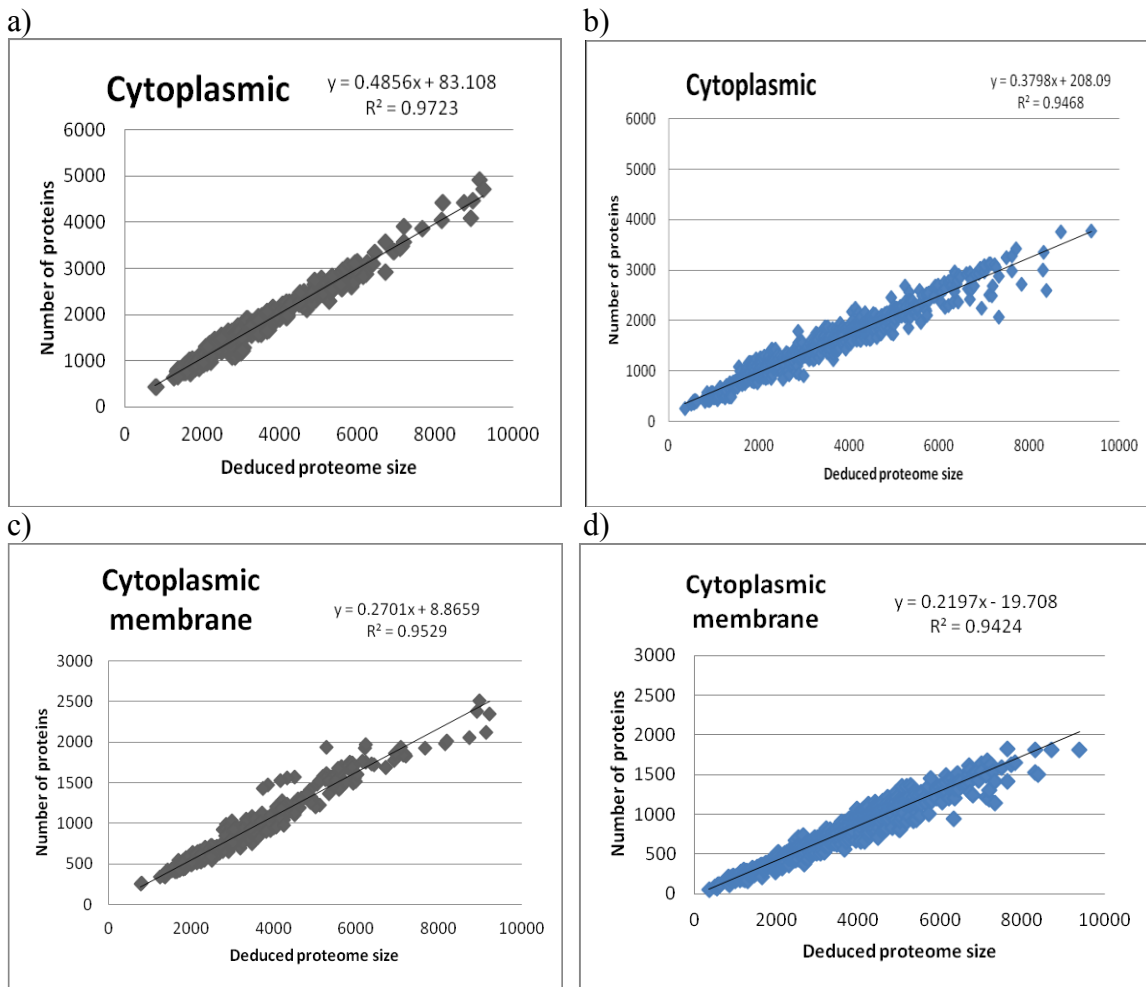 a)
Cytoplasmic
y = 0.4856x + 83.108
R² = 0.9723
6000
5000
4000
3000
2000
1000
0
Number of proteins
0 2000 4000 6000 8000 10000
Deduced proteome size
b)
Cytoplasmic
y = 0.3798x + 208.09
R² = 0.9468
6000
5000
4000
3000
2000
1000
0
Number of proteins
0 2000 4000 6000 8000 10000
Deduced proteome size
c)
Cytoplasmic
membrane
y = 0.2701x + 8.8659
R² = 0.9529
3000
2500
2000
1500
1000
500
0
Number of proteins
0 2000 4000 6000 8000 10000
Deduced proteome size
d)
Cytoplasmic
membrane
y = 0.2197x - 19.708
R² = 0.9424
3000
2500
2000
1500
1000
500
0
Number of proteins
0 2000 4000 6000 8000 10000
Deduced proteome size